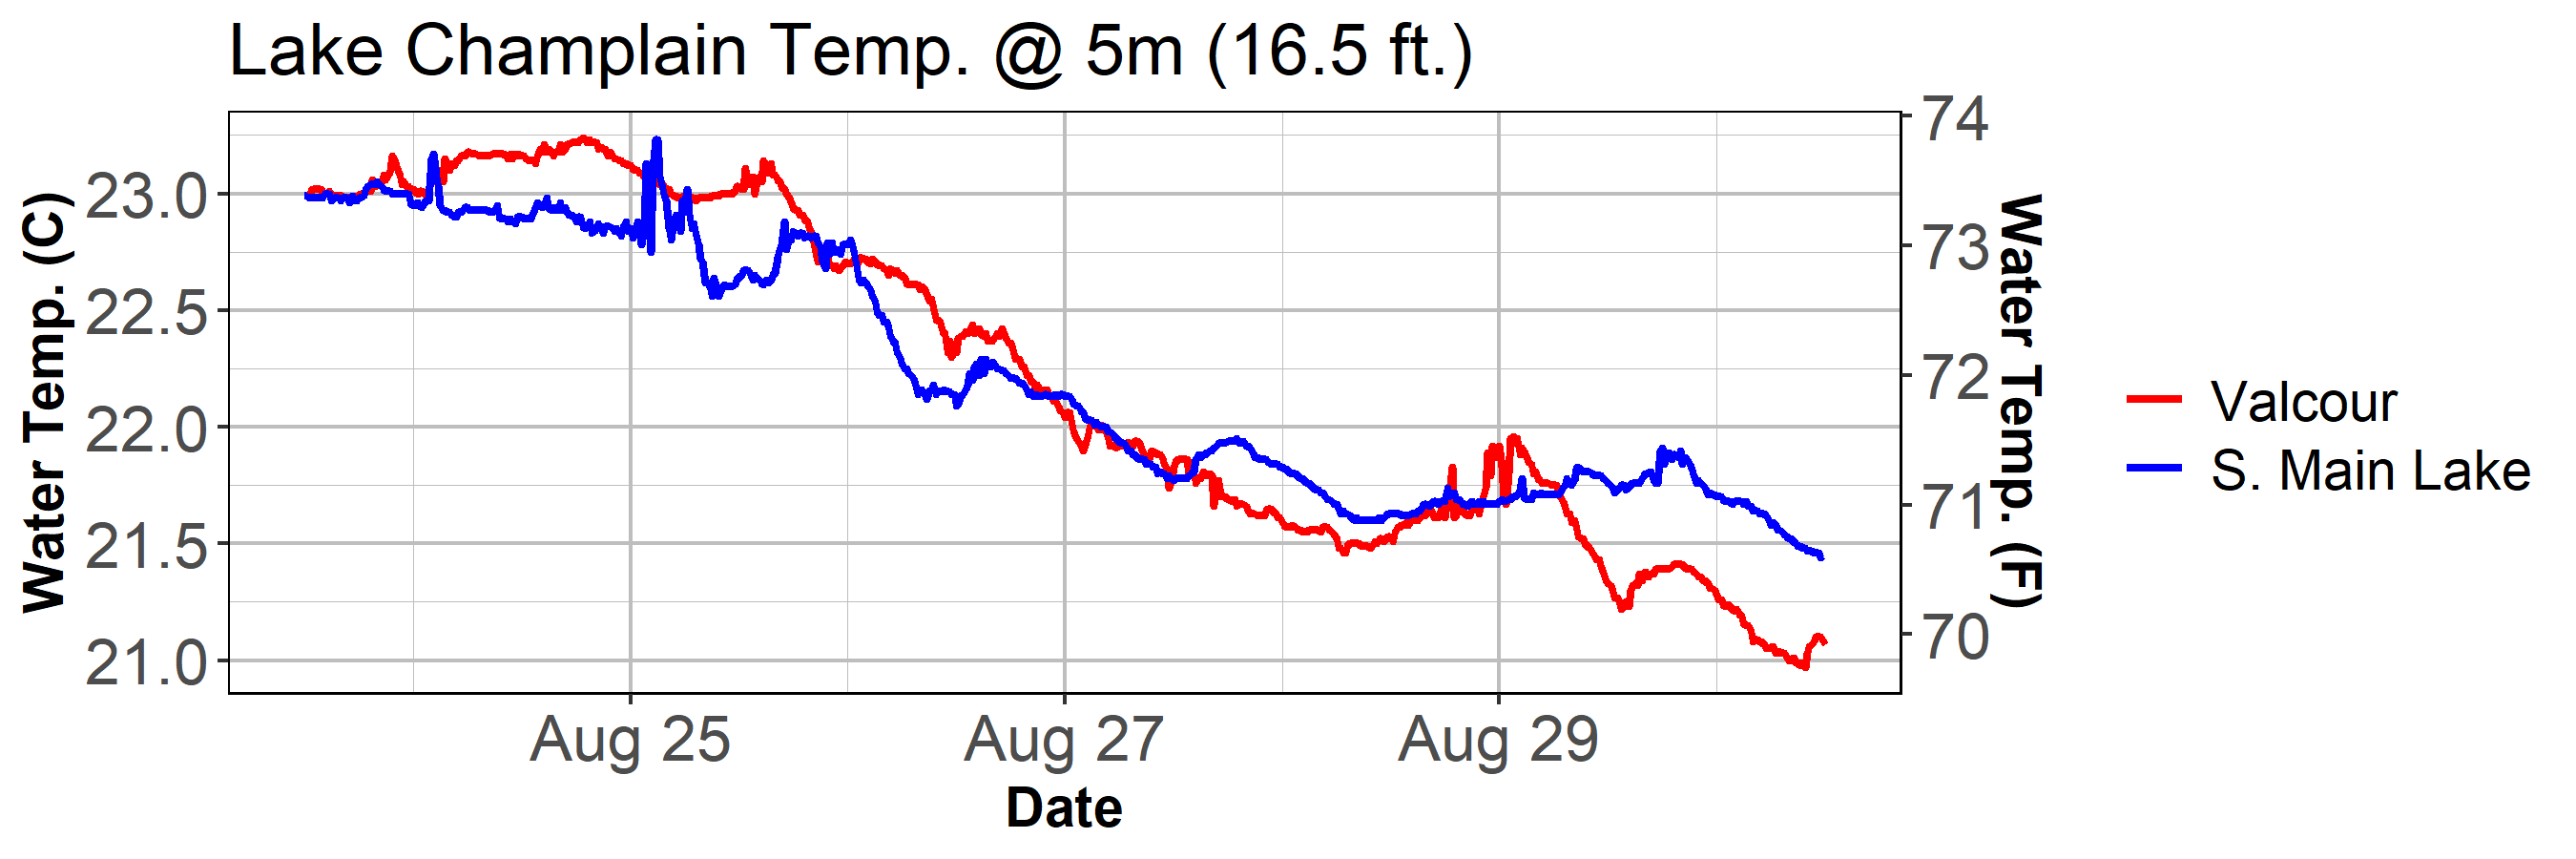 Lake Champlain Temp. @ 5m (16.5 ft.)
Water Temp. (C)
23.0
22.5
22.0
21.5
21.0
74
73
72
71
70
Water Temp. (F)
Aug 25
Aug 27
Aug 29
Date
Valcour
S. Main Lake